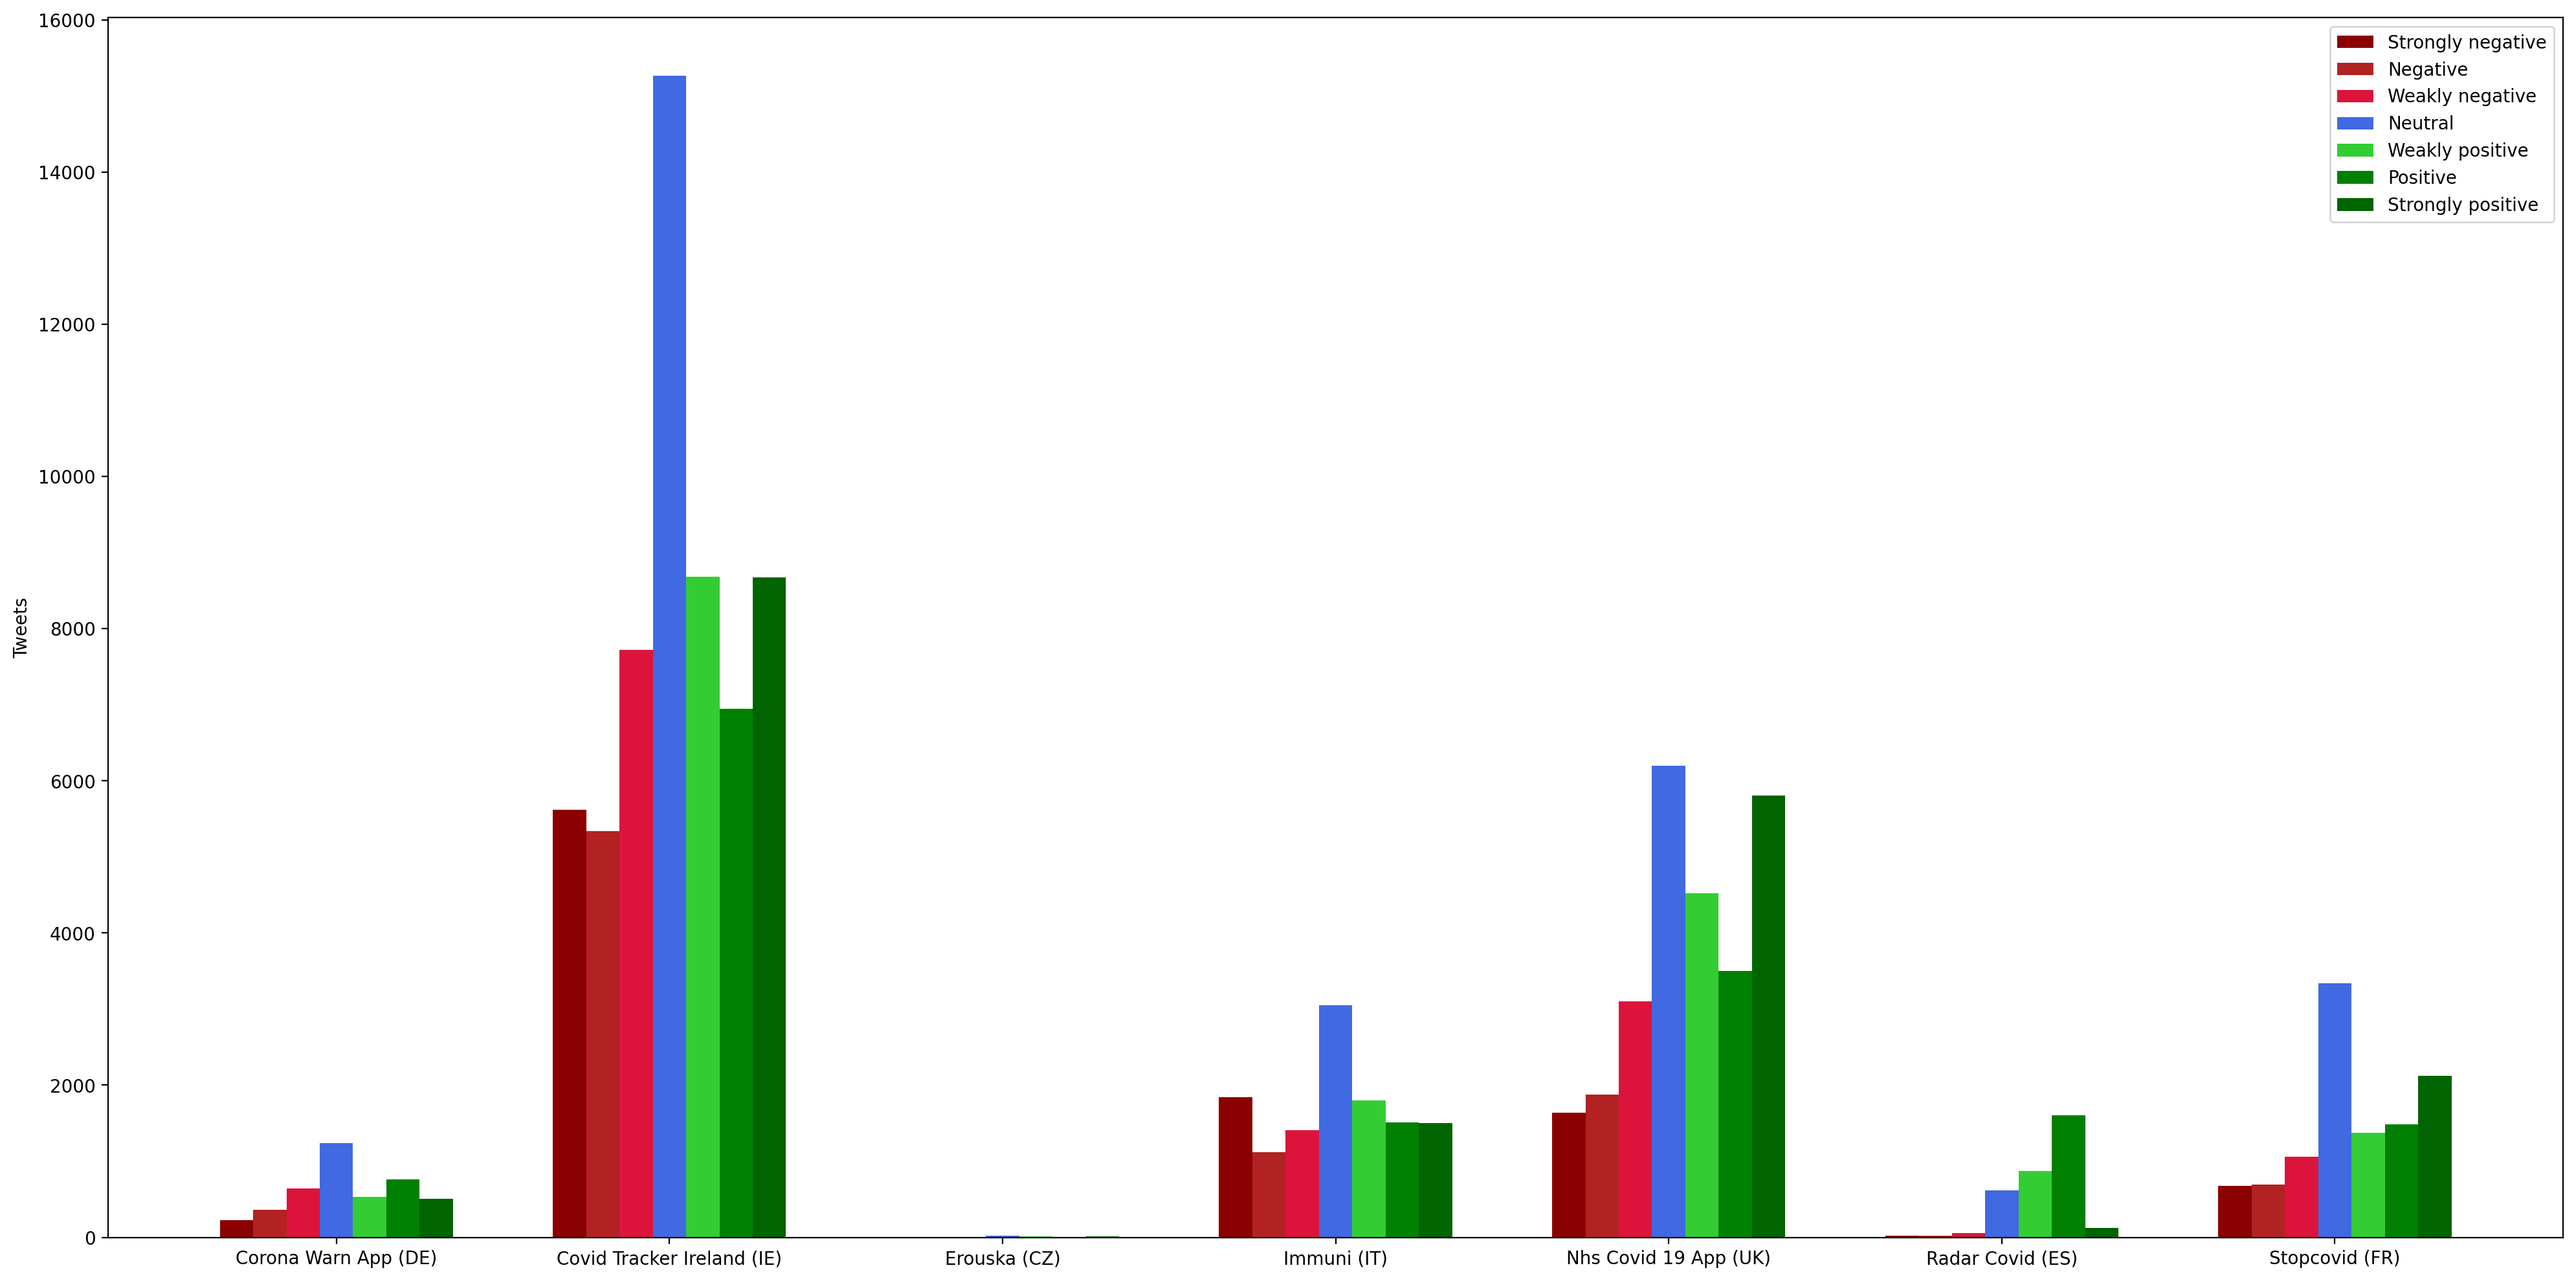 16000
14000
12000
10000
8000
6000
4000
2000
0
Tweets
Strongly negative
Negative
Weakly negative
Neutral
Weakly positive
Positive
Strongly positive
Corona Warn App (DE)
Covid Tracker Ireland (IE)
Erouska (CZ)
Immuni (IT)
Nhs Covid 19 App (UK)
Radar Covid (ES)
Stopcovid (FR)